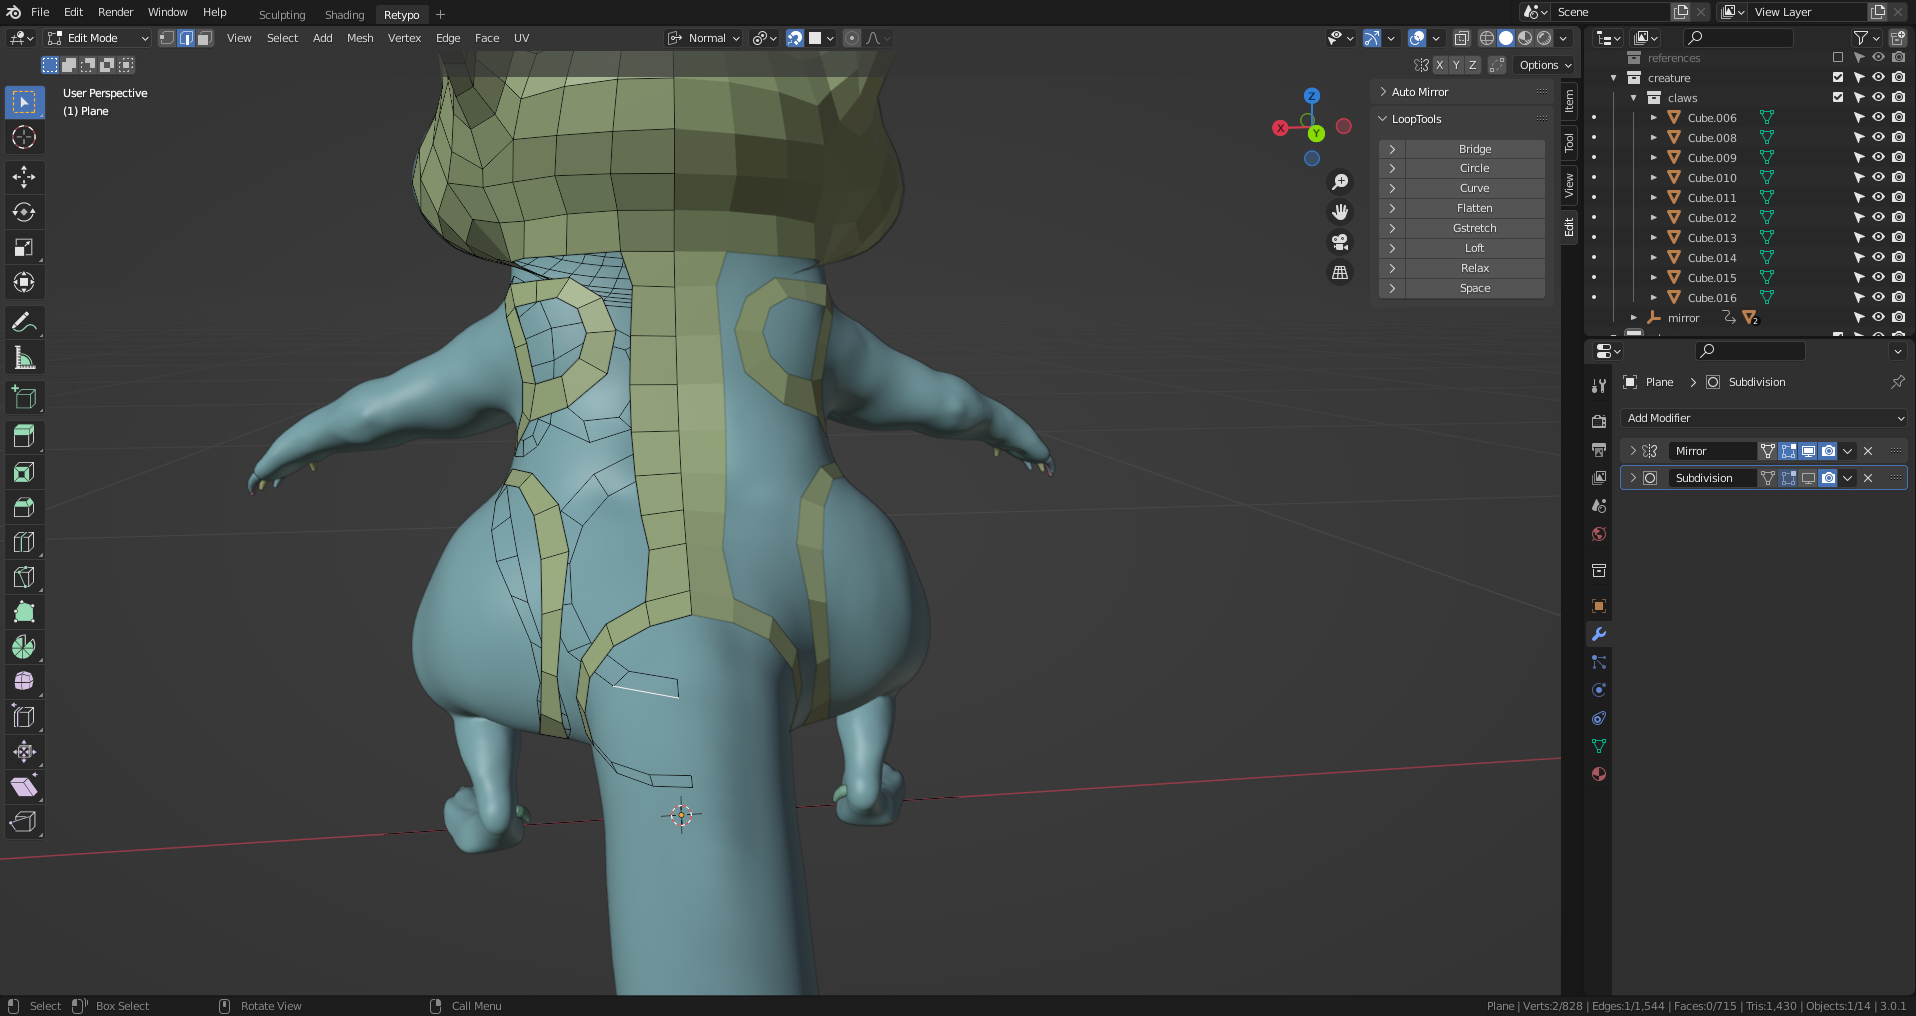 File Edit Render Window Help Sculpting Shading Retypo Scene View Layer
Edit Mode View Select Add Mesh Vertex Edge Face UV Normal
X Y Z Options
User Perspective
(1) Plane
Z
X
Y
Auto Mirror
LoopTools
Bridge
Circle
Curve
Flatten
Gstretch
Loft
Relax
Space
Item
Tool
View
Edit
references
creature
claws
Cube.006
Cube.008
Cube.009
Cube.010
Cube.011
Cube.012
Cube.013
Cube.014
Cube.015
Cube.016
mirror 2
Plane Subdivision
Add Modifier
Mirror
Subdivision
Select Box Select Rotate View Call Menu Plane | Verts:2/828 | Edges:1/1,544 | Faces:0/715 | Tris:1,430 | Objects:1/14 | 3.0.1